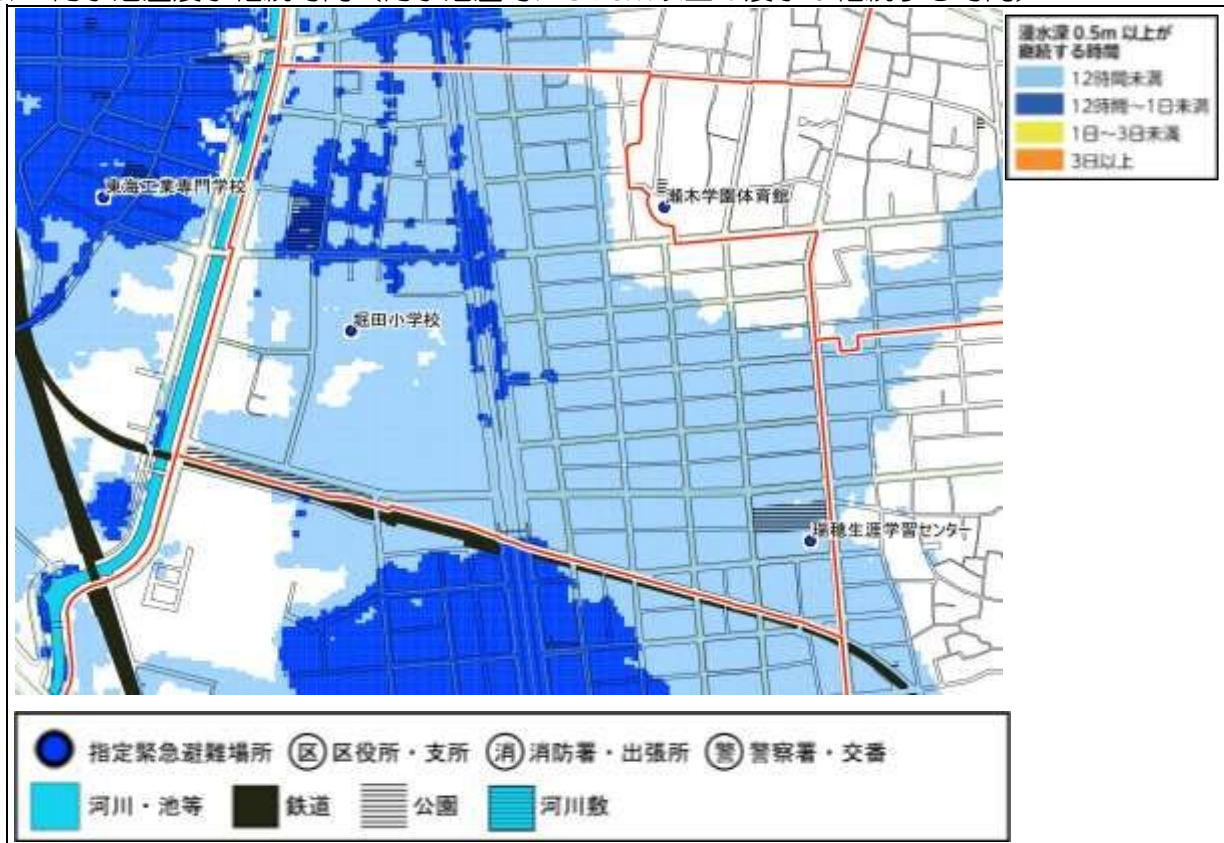 浸水深 0.5m 以上が
継続する時間
12時間未満
12時間～1日未満
1日～3日未満
3日以上
東海工業専門学校
瀬木学園体育館
堀田小学校
瑞穂生涯学習センター
指定緊急避難場所 区 区役所・支所 消 消防署・出張所 警 警察署・交番
河川・池等 鉄道 公園 河川敷